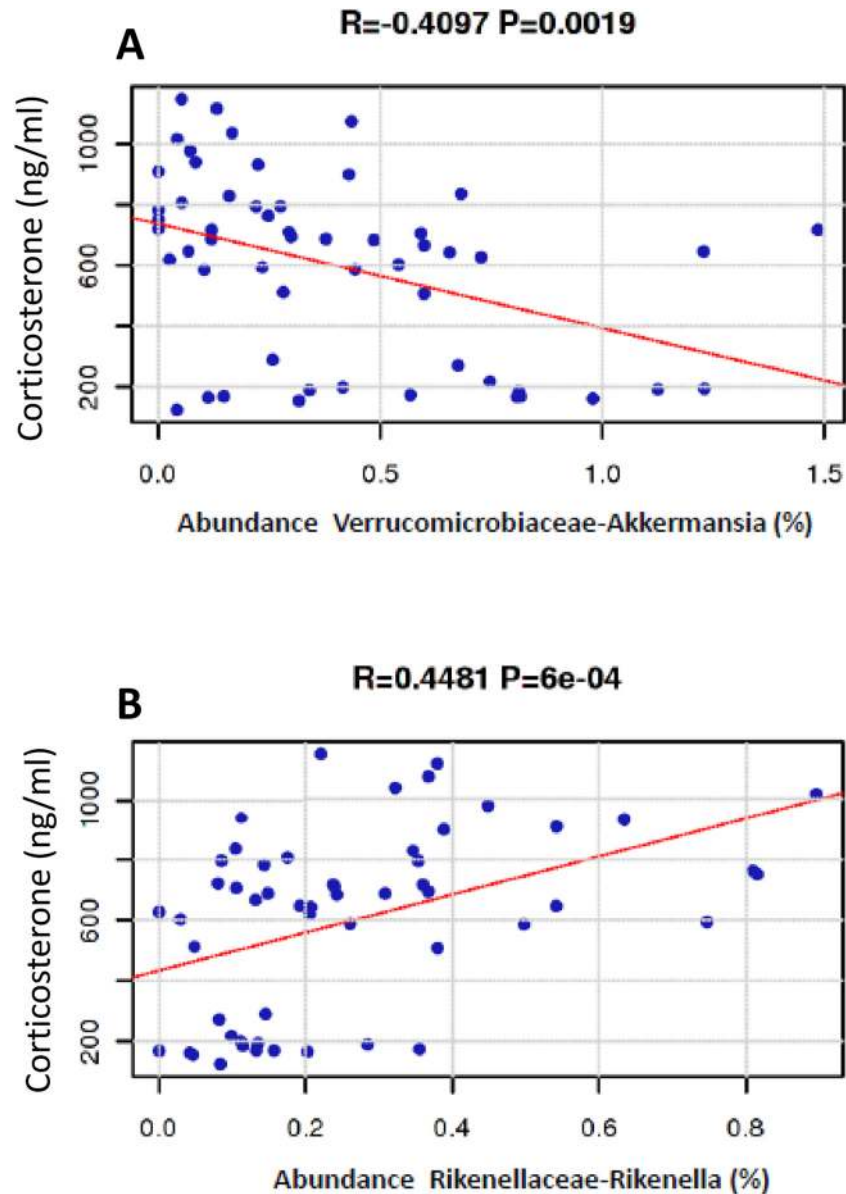 R=-0.4097 P=0.0019
A
Corticosterone (ng/ml)
1000
600
200
0.0 0.5 1.0 1.5
Abundance Verrucomicrobiaceae-Akkermansia (%)
R=0.4481 P=6e-04
B
Corticosterone (ng/ml)
1000
600
200
0.0 0.2 0.4 0.6 0.8
Abundance Rikenellaceae-Rikenella (%)